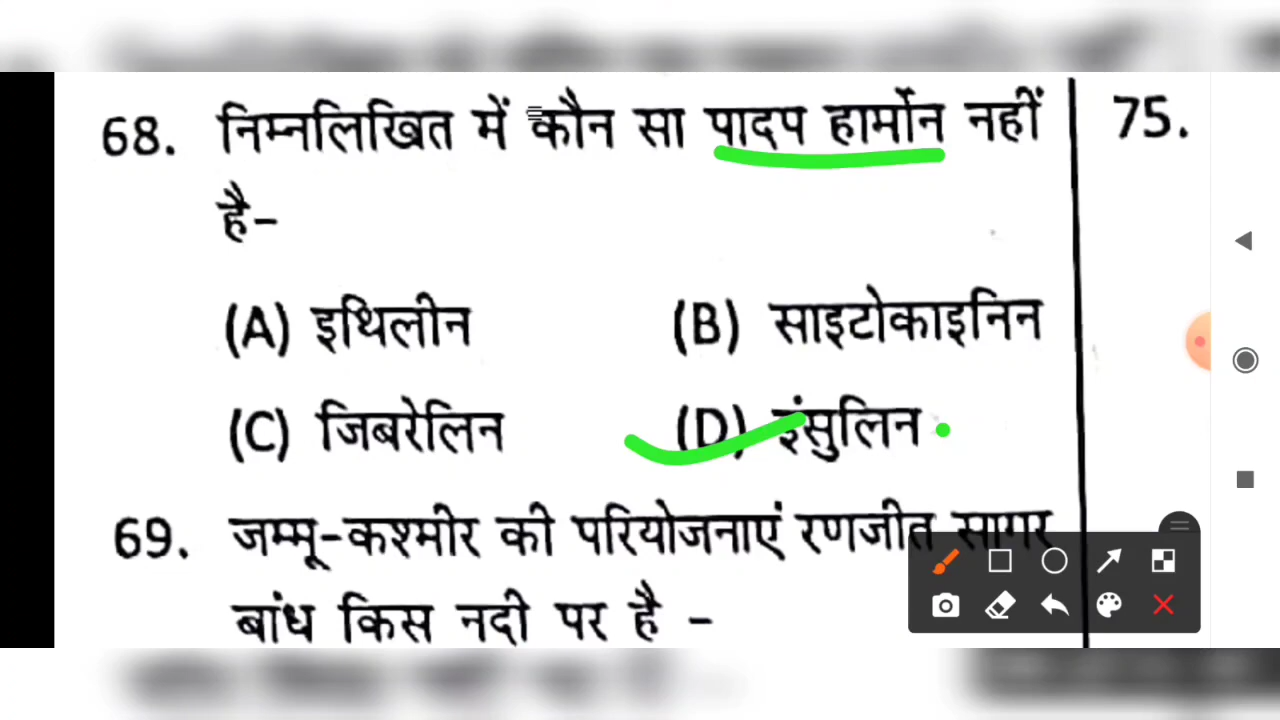 68. निम्नलिखित में कौन सा पादप हार्मोन नहीं
है-
(A) इथिलीन (B) साइटोकाइनिन
(C) जिबरेलिन (D) इंसुलिन
69. जम्मू-कश्मीर की परियोजनाएं रणजीत सागर
बांध किस नदी पर है -
75.